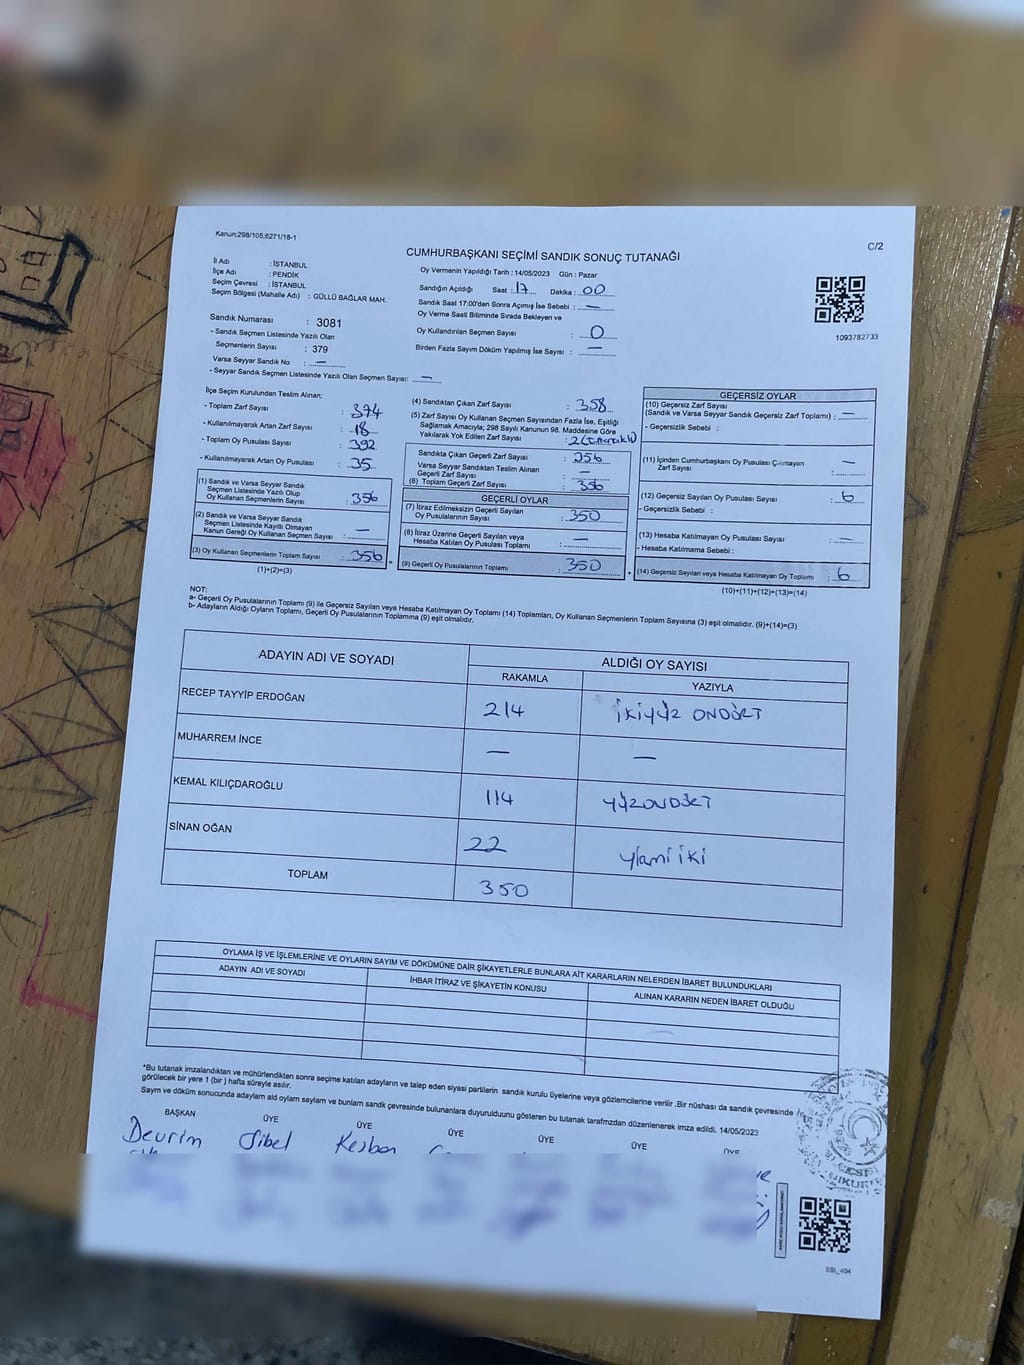 Kanun;298/105;6271/18-1
C/2
CUMHURBAŞKANI SEÇİMİ SANDIK SONUÇ TUTANAĞI
İl Adı : İSTANBUL
İlçe Adı : PENDİK
Seçim Çevresi : İSTANBUL
Seçim Bölgesi (Mahalle Adı) : GÜLLÜ BAĞLAR MAH.
Sandık Numarası : 3081
- Sandık Seçmen Listesinde Yazılı Olan
Seçmenlerin Sayısı : 379
Varsa Seyyar Sandık No : —
- Seyyar Sandık Seçmen Listesinde Yazılı Olan Seçmen Sayısı: —
Oy Vermenin Yapıldığı Tarih : 14/05/2023 Gün : Pazar
Sandığın Açıldığı Saat : 17 Dakika : 00
Sandık Saat 17:00'den Sonra Açımış İse Sebebi : —
Oy Verme Saati Bitiminde Sırada Bekleyen ve
Oy Kullandırılan Seçmen Sayısı : 0
Birden Fazla Sayım Döküm Yapılmış İse Sayısı : —
1093782733
İlçe Seçim Kurulundan Teslim Alınan;
- Toplam Zarf Sayısı : 374
- Kullanılmayarak Artan Zarf Sayısı : 18
- Toplam Oy Pusulası Sayısı : 392
- Kullanılmayarak Artan Oy Pusulası : 35
(1) Sandık ve Varsa Seyyar Sandık
Seçmen Listesinde Yazılı Olup
Oy Kullanan Seçmenlerin Sayısı : 356
(2) Sandık ve Varsa Seyyar Sandık
Seçmen Listesinde Kayıtlı Olmayan
Kanun Gereği Oy Kullanan Seçmen Sayısı : —
(3) Oy Kullanan Seçmenlerin Toplam Sayısı : 356
(1)+(2)=(3)
(4) Sandıktan Çıkan Zarf Sayısı : 358
(5) Zarf Sayısı Oy Kullanan Seçmen Sayısından Fazla İse, Eşitliği
Sağlamak Amacıyla; 298 Sayılı Kanunun 98. Maddesine Göre
Yakılarak Yok Edilen Zarf Sayısı : 2
Sandıkta Çıkan Geçerli Zarf Sayısı : 356
Varsa Seyyar Sandıktan Teslim Alınan
Geçerli Zarf Sayısı : —
(6) Toplam Geçerli Zarf Sayısı : 356
GEÇERLİ OYLAR
(7) İtiraz Edilmeksizin Geçerli Sayılan
Oy Pusulalarının Sayısı : 350
(8) İtiraz Üzerine Geçerli Sayılan veya
Hesaba Katılan Oy Pusulası Toplamı : —
(9) Geçerli Oy Pusulalarının Toplamı : 350
GEÇERSİZ OYLAR
(10) Geçersiz Zarf Sayısı
(Sandık ve Varsa Seyyar Sandık Geçersiz Zarf Toplamı) : —
- Geçersizlik Sebebi :
(11) İçinden Cumhurbaşkanı Oy Pusulası Çıkmayan
Zarf Sayısı : —
(12) Geçersiz Sayılan Oy Pusulası Sayısı : 6
- Geçersizlik Sebebi :
(13) Hesaba Katılmayan Oy Pusulası Sayısı : —
- Hesaba Katılmama Sebebi :
(14) Geçersiz Sayılan veya Hesaba Katılmayan Oy Toplamı : 6
(10)+(11)+(12)+(13)=(14)
NOT:
a- Geçerli Oy Pusulalarının Toplamı (9) ile Geçersiz Sayılan veya Hesaba Katılmayan Oy Toplamı (14) Toplamları, Oy Kullanan Seçmenlerin Toplam Sayısına (3) eşit olmalıdır. (9)+(14)=(3)
b- Adayların Aldığı Oyların Toplamı, Geçerli Oy Pusulalarının Toplamına (9) eşit olmalıdır.
ADAYIN ADI VE SOYADI ALDIĞI OY SAYISI
RAKAMLA YAZIYLA
RECEP TAYYİP ERDOĞAN 214 İKİYÜZ ONDÖRT
MUHARREM İNCE — —
KEMAL KILIÇDAROĞLU 114 YÜZONDÖRT
SİNAN OĞAN 22 yirmi iki
TOPLAM 350
OYLAMA İŞ VE İŞLEMLERİNE VE OYLARIN SAYIM VE DÖKÜMÜNE DAİR ŞİKAYETLERLE BUNLARA AİT KARARLARIN NELERDEN İBARET BULUNDUKLARI
ADAYIN ADI VE SOYADI İHBAR İTİRAZ VE ŞİKAYETİN KONUSU ALINAN KARARIN NEDEN İBARET OLDUĞU
*Bu tutanak imzalandıktan ve mühürlendikten sonra seçime katılan adayların ve talep eden siyasi partilerin sandık kurulu üyelerine veya gözlemcilerine verilir .Bir nüshası da sandık çevresinde
görülecek bir yere 1 (bir ) hafta süreyle asılır.
Sayım ve döküm sonucunda adayların ald oyların sayıları ve bunların sandık çevresinde bulunanlara duyurulduunu gösteren bu tutanak tarafmzdan düzenlenerek imza edildi. 14/05/2023
BAŞKAN ÜYE ÜYE ÜYE ÜYE ÜYE ÜYE
Devrim Sibel Kezban
SSi_404